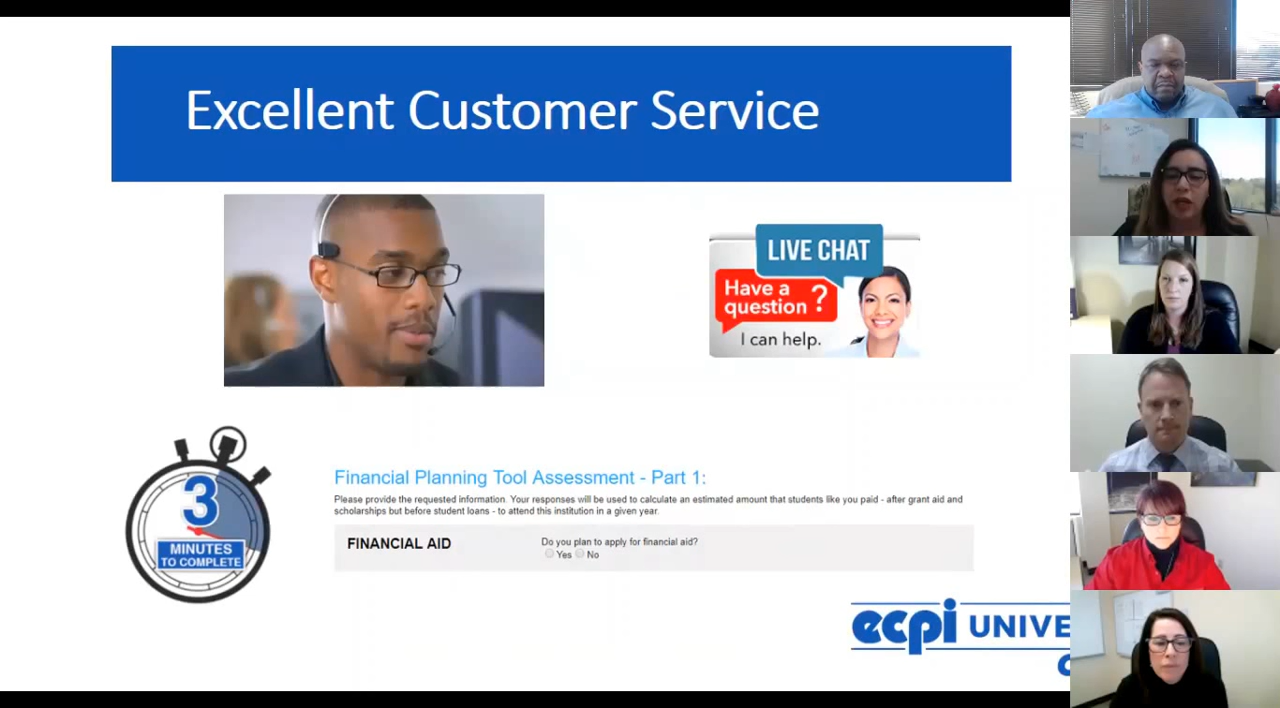 Excellent Customer Service
LIVE CHAT
Have a
question?
I can help.
3
MINUTES
TO COMPLETE
Financial Planning Tool Assessment - Part 1:
Please provide the requested information. Your responses will be used to calculate an estimated amount that students like you paid - after grant aid and
scholarships but before student loans - to attend this institution in a given year.
FINANCIAL AID
Do you plan to apply for financial aid?
Yes No
ecpi UNIVE